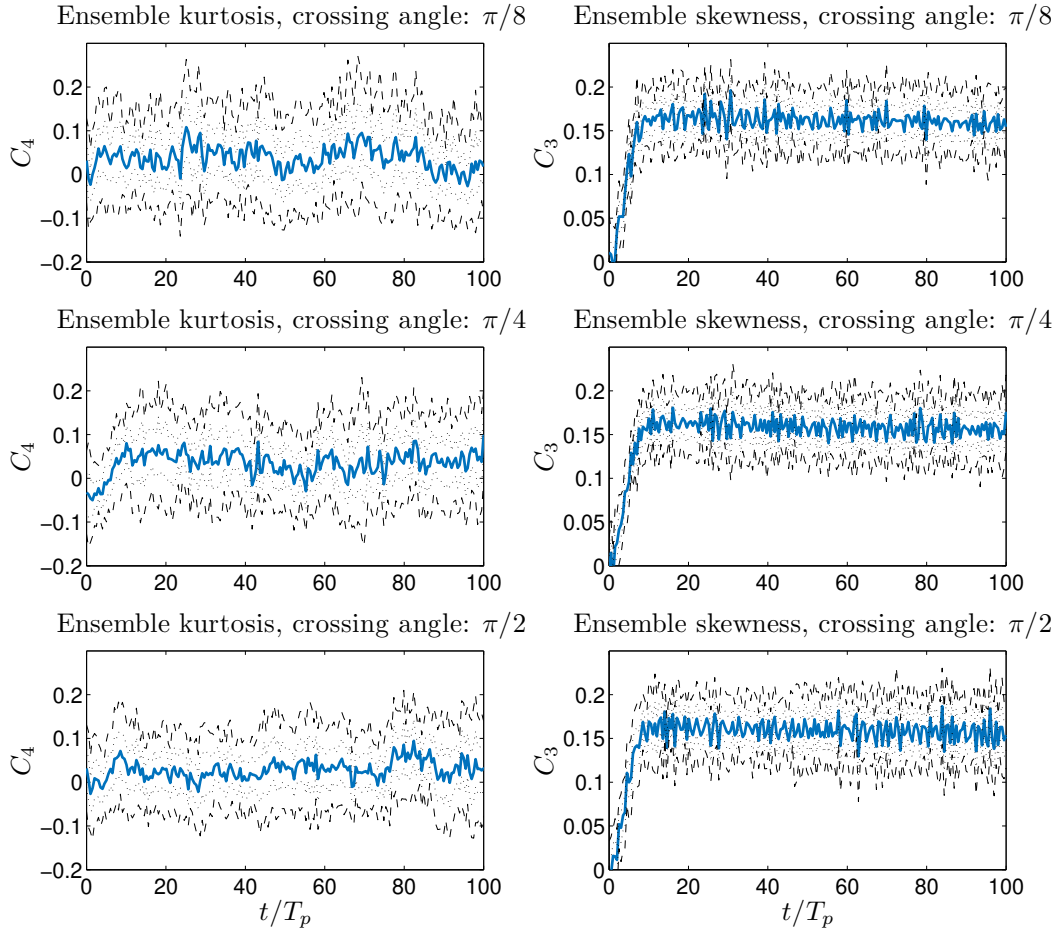 Ensemble kurtosis, crossing angle: π/8
C₄
0.2
0.1
0
−0.1
−0.2
0 20 40 60 80 100
Ensemble skewness, crossing angle: π/8
C₃
0.2
0.15
0.1
0.05
0
0 20 40 60 80 100
Ensemble kurtosis, crossing angle: π/4
C₄
0.2
0.1
0
−0.1
−0.2
0 20 40 60 80 100
Ensemble skewness, crossing angle: π/4
C₃
0.2
0.15
0.1
0.05
0
0 20 40 60 80 100
Ensemble kurtosis, crossing angle: π/2
C₄
0.2
0.1
0
−0.1
−0.2
0 20 40 60 80 100
t/Tₚ
Ensemble skewness, crossing angle: π/2
C₃
0.2
0.15
0.1
0.05
0
0 20 40 60 80 100
t/Tₚ